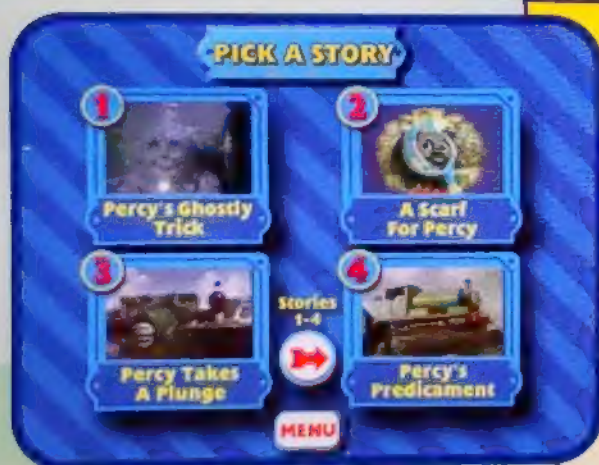 PICK A STORY
1
2
Percy's Ghostly
Trick
A Scarf
For Percy
3
4
Stories
1-4
Percy Takes
A Plunge
Percy's
Predicament
MENU